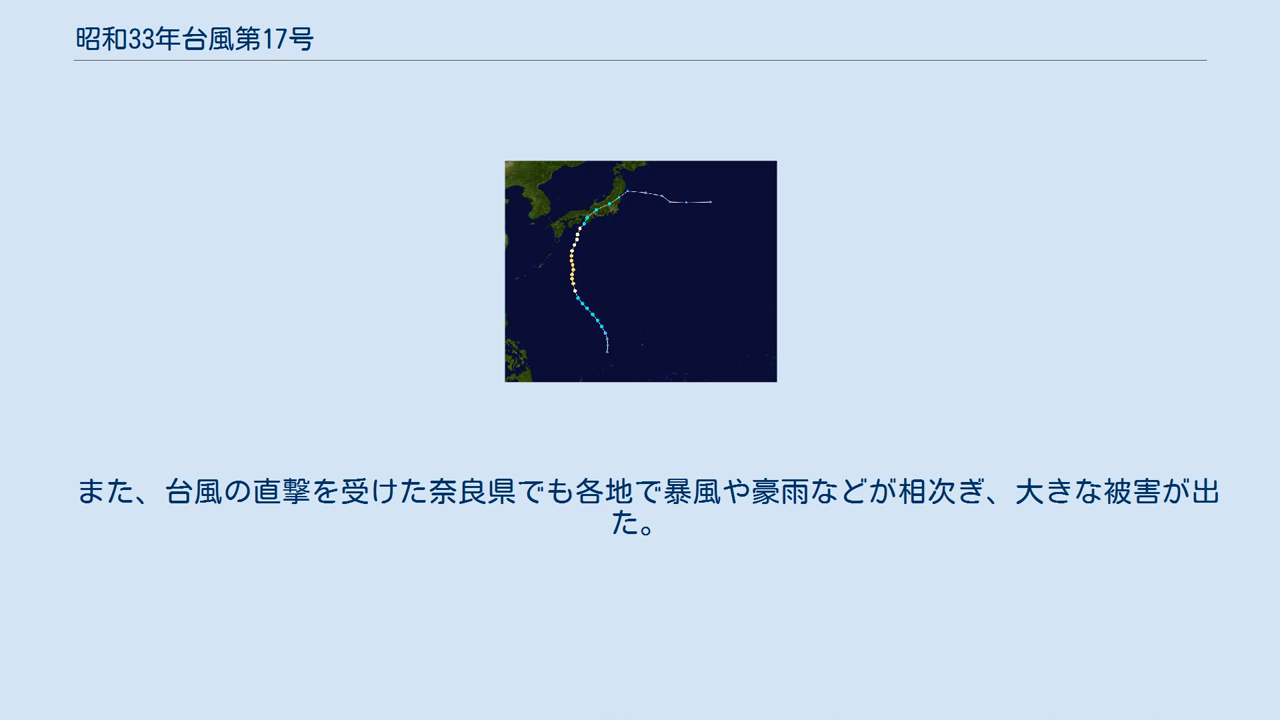 昭和33年台風第17号
また、台風の直撃を受けた奈良県でも各地で暴風や豪雨などが相次ぎ、大きな被害が出
た。